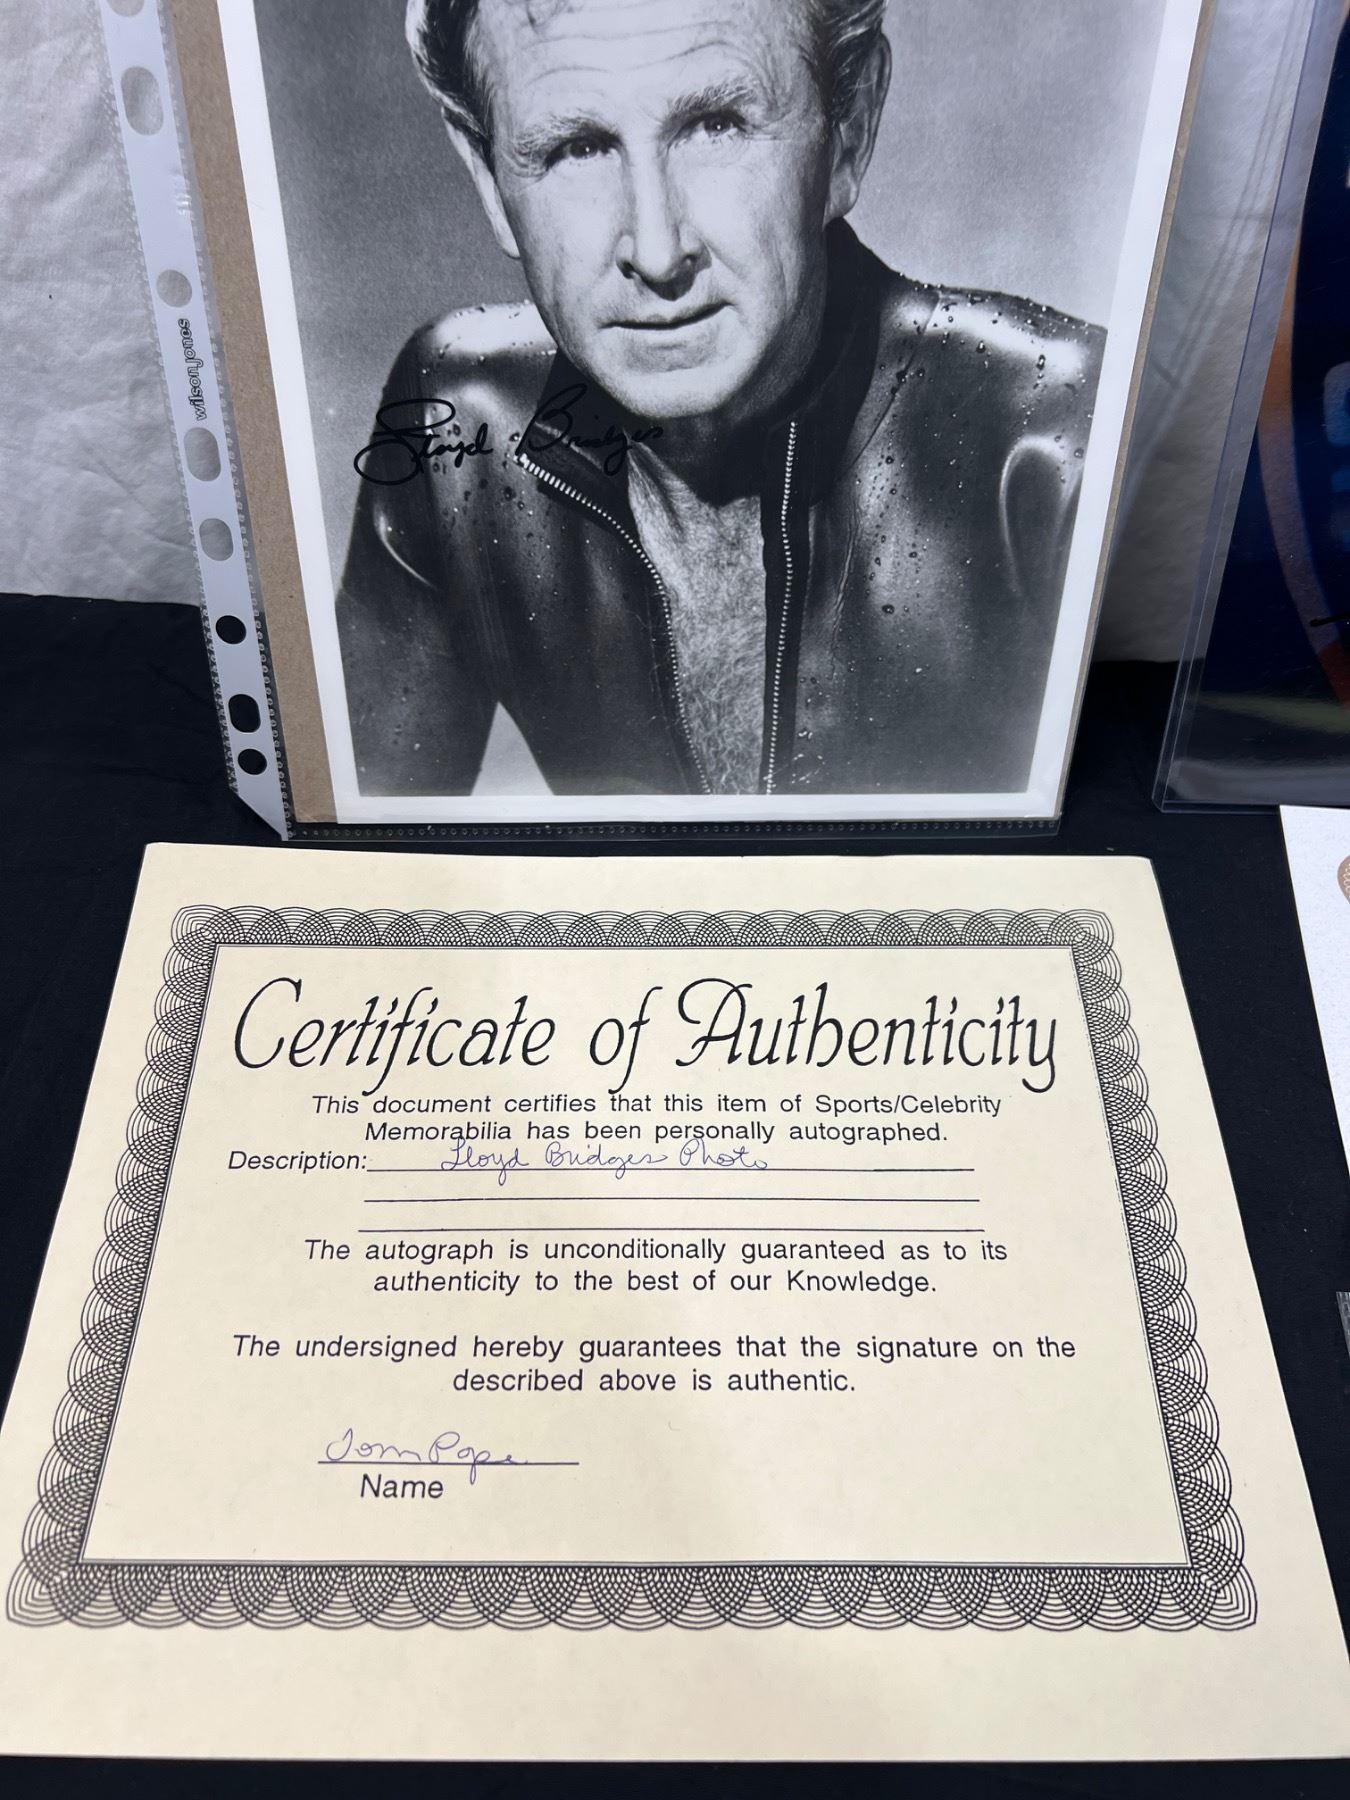 wilson jones
Lloyd Bridges
Certificate of Authenticity
This document certifies that this item of Sports/Celebrity
Memorabilia has been personally autographed.
Description: Lloyd Bridges Photo
The autograph is unconditionally guaranteed as to its
authenticity to the best of our Knowledge.
The undersigned hereby guarantees that the signature on the
described above is authentic.
Tom Pope
Name